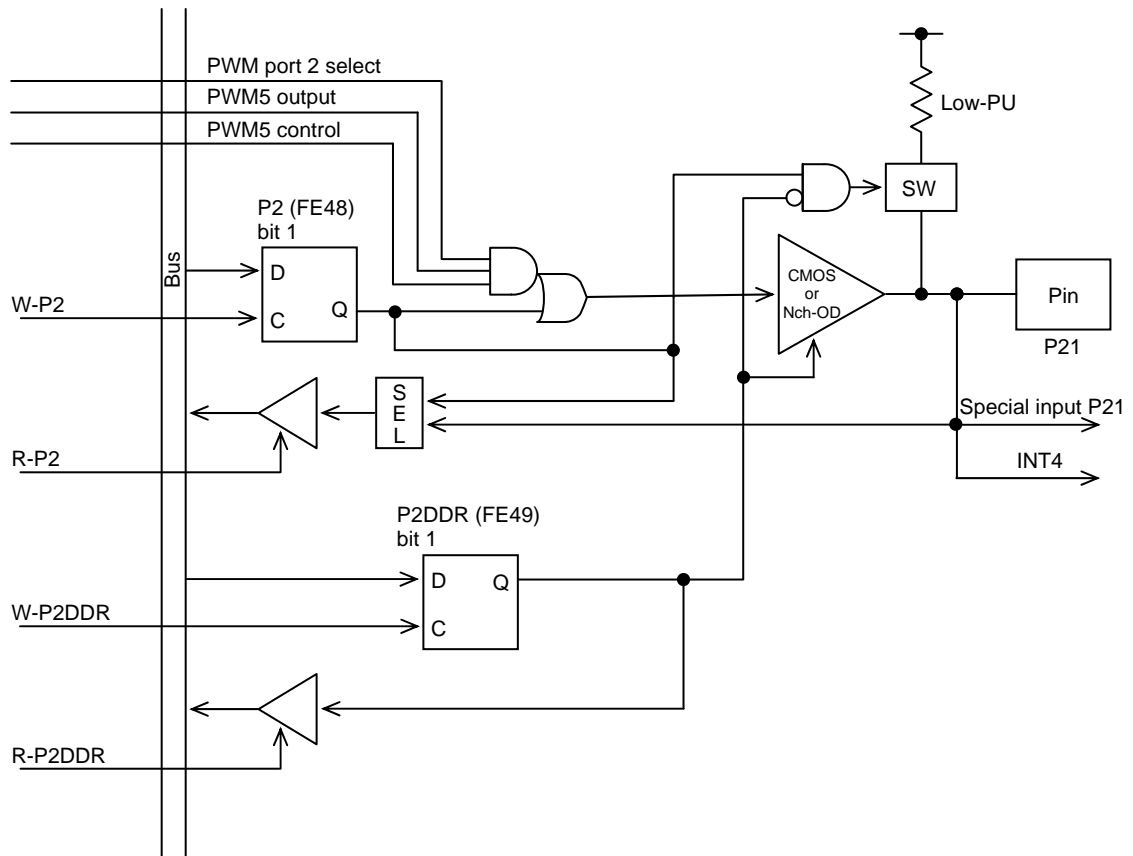 PWM port 2 select
PWM5 output
PWM5 control
Low-PU
SW
P2 (FE48)
bit 1
Bus
D
C
Q
W-P2
CMOS
or
Nch-OD
Pin
P21
SEL
R-P2
Special input P21
INT4
P2DDR (FE49)
bit 1
D
Q
C
W-P2DDR
R-P2DDR